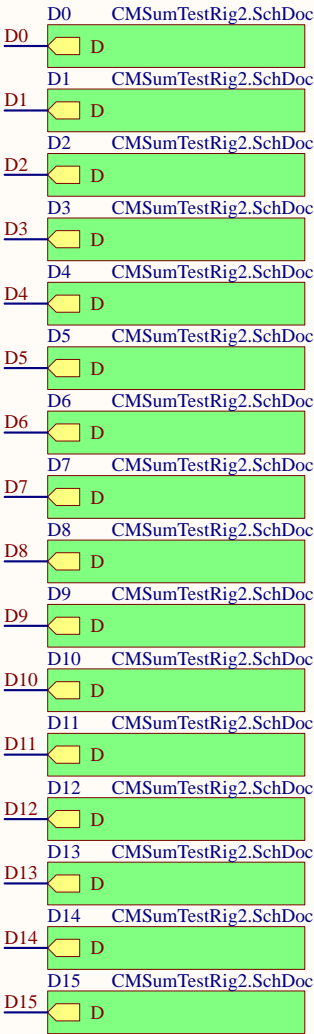 D0 CMSumTestRig2.SchDoc
D0 D
D1 CMSumTestRig2.SchDoc
D1 D
D2 CMSumTestRig2.SchDoc
D2 D
D3 CMSumTestRig2.SchDoc
D3 D
D4 CMSumTestRig2.SchDoc
D4 D
D5 CMSumTestRig2.SchDoc
D5 D
D6 CMSumTestRig2.SchDoc
D6 D
D7 CMSumTestRig2.SchDoc
D7 D
D8 CMSumTestRig2.SchDoc
D8 D
D9 CMSumTestRig2.SchDoc
D9 D
D10 CMSumTestRig2.SchDoc
D10 D
D11 CMSumTestRig2.SchDoc
D11 D
D12 CMSumTestRig2.SchDoc
D12 D
D13 CMSumTestRig2.SchDoc
D13 D
D14 CMSumTestRig2.SchDoc
D14 D
D15 CMSumTestRig2.SchDoc
D15 D